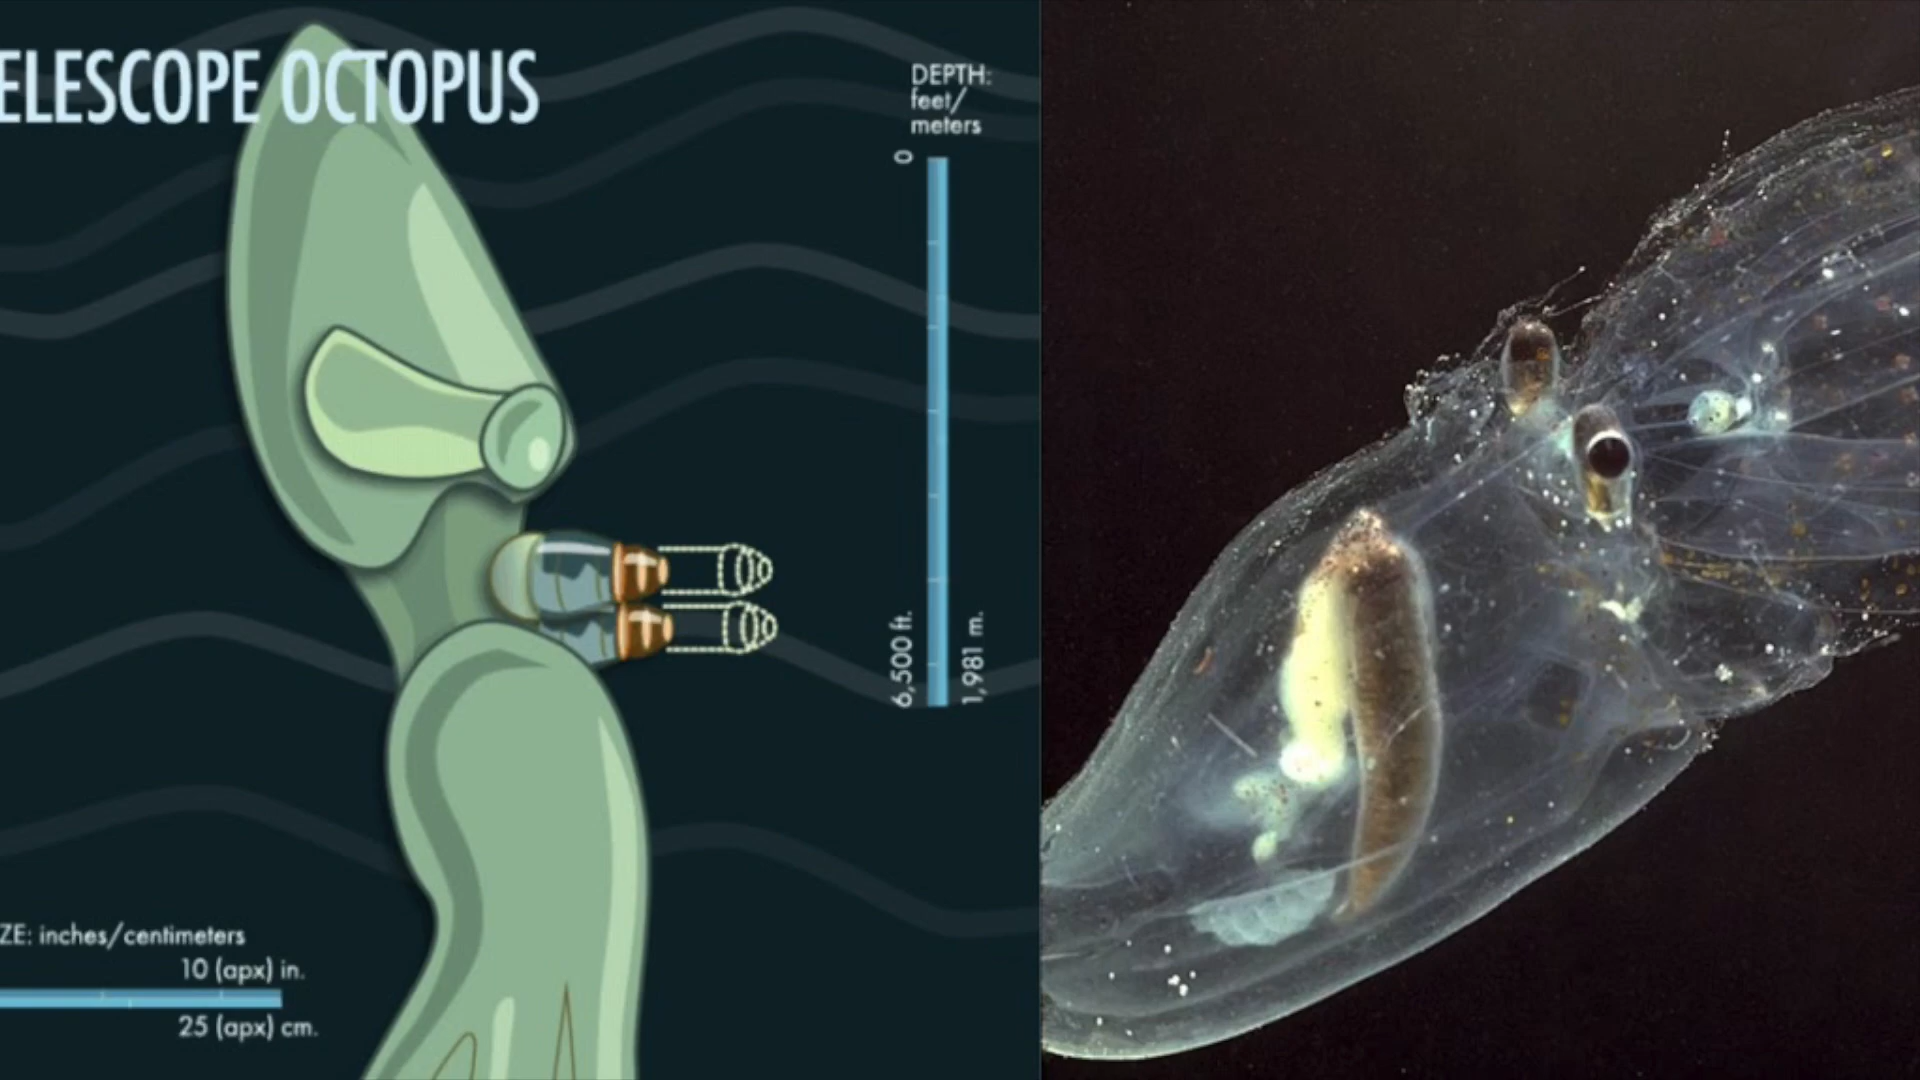 ELESCOPE OCTOPUS
DEPTH:
feet/
meters
0
6,500 ft.
1,981 m.
ZE: inches/centimeters
10 (apx) in.
25 (apx) cm.